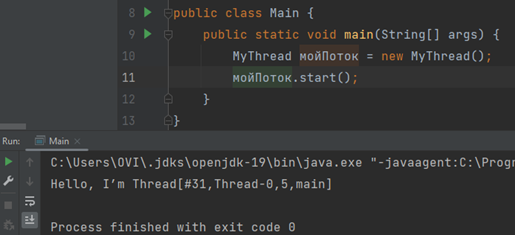 8 public class Main {
9 public static void main(String[] args) {
10 MyThread мойПоток = new MyThread();
11 мойПоток.start();
12 }
13 }
Run: Main ×
C:\Users\OVI\.jdks\openjdk-19\bin\java.exe "-javaagent:C:\Progr
Hello, I’m Thread[#31,Thread-0,5,main]
Process finished with exit code 0